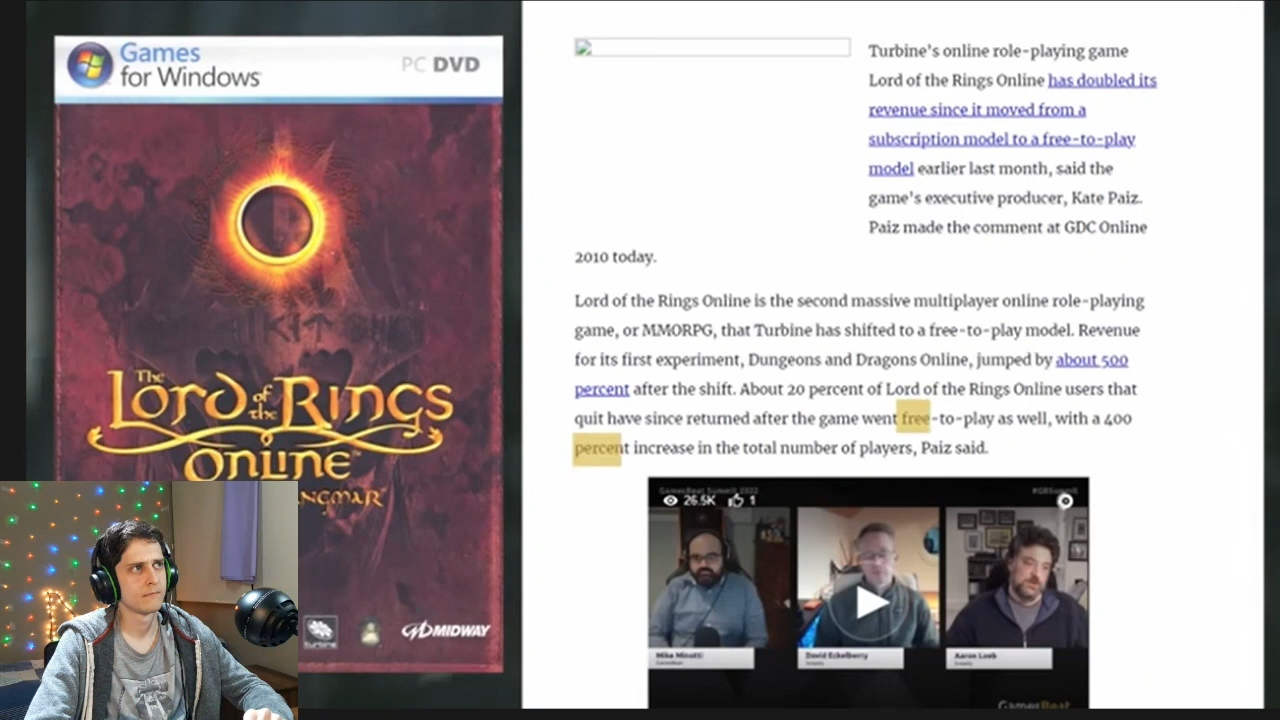 Games
for Windows
PC DVD
The
Lord of the Rings
Online
ANGMAR
MIDWAY
Turbine's online role-playing game
Lord of the Rings Online has doubled its
revenue since it moved from a
subscription model to a free-to-play
model earlier last month, said the
game's executive producer, Kate Paiz.
Paiz made the comment at GDC Online
2010 today.
Lord of the Rings Online is the second massive multiplayer online role-playing
game, or MMORPG, that Turbine has shifted to a free-to-play model. Revenue
for its first experiment, Dungeons and Dragons Online, jumped by about 500
percent after the shift. About 20 percent of Lord of the Rings Online users that
quit have since returned after the game went free-to-play as well, with a 400
percent increase in the total number of players, Paiz said.
GamesBeat Summit 2022
#GBSummit
26.5K 1
Mike Minotti
GamesBeat
David Eckelberry
Aaron Loeb
GamesBeat